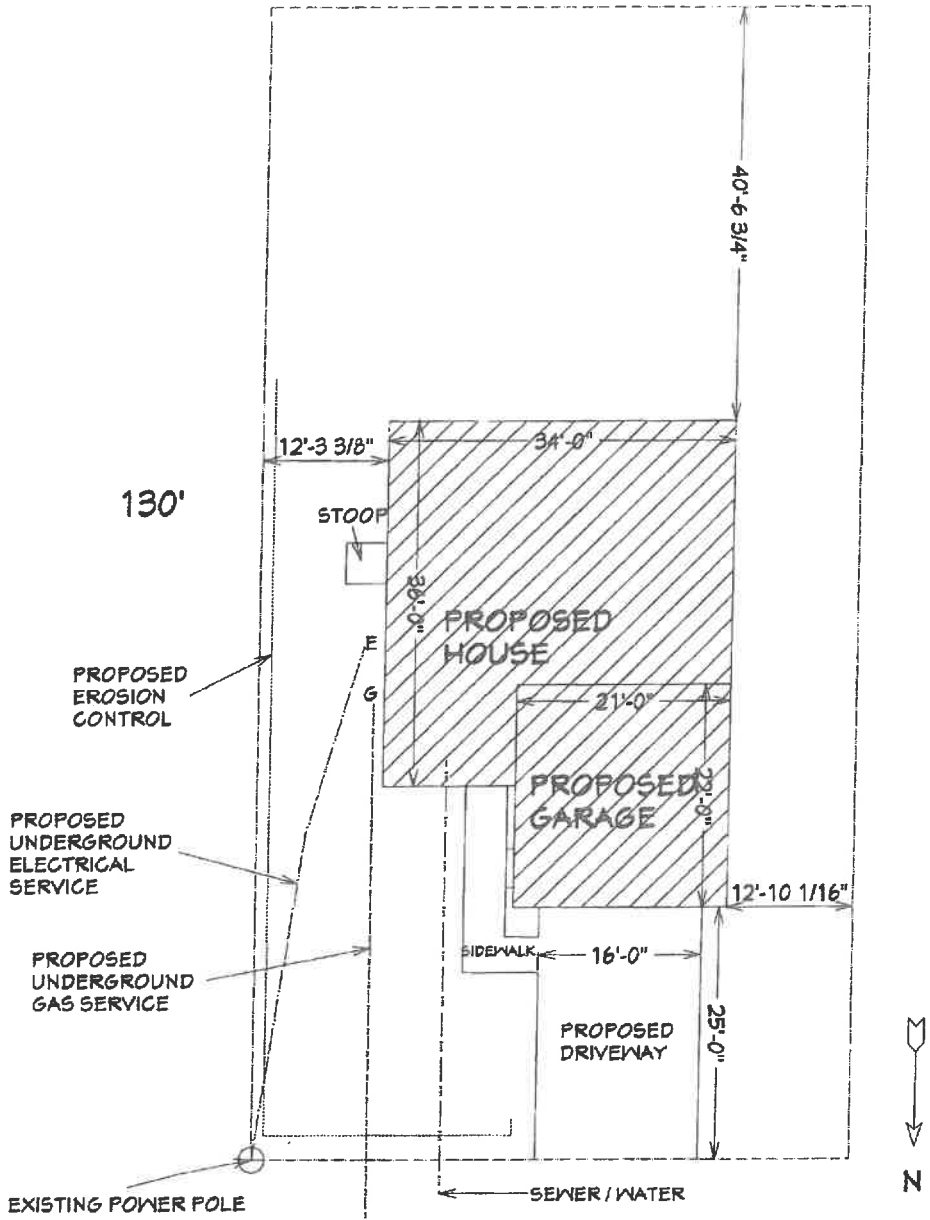 40'-6 3/4"
12'-3 3/8"
34'-0"
130'
STOOP
36'-0"
PROPOSED
HOUSE
E
PROPOSED
EROSION
CONTROL
G
21'-0"
PROPOSED
GARAGE
22'-0"
PROPOSED
UNDERGROUND
ELECTRICAL
SERVICE
12'-10 1/16"
PROPOSED
UNDERGROUND
GAS SERVICE
SIDEWALK
16'-0"
PROPOSED
DRIVEWAY
25'-0"
N
EXISTING POWER POLE
SEWER / WATER